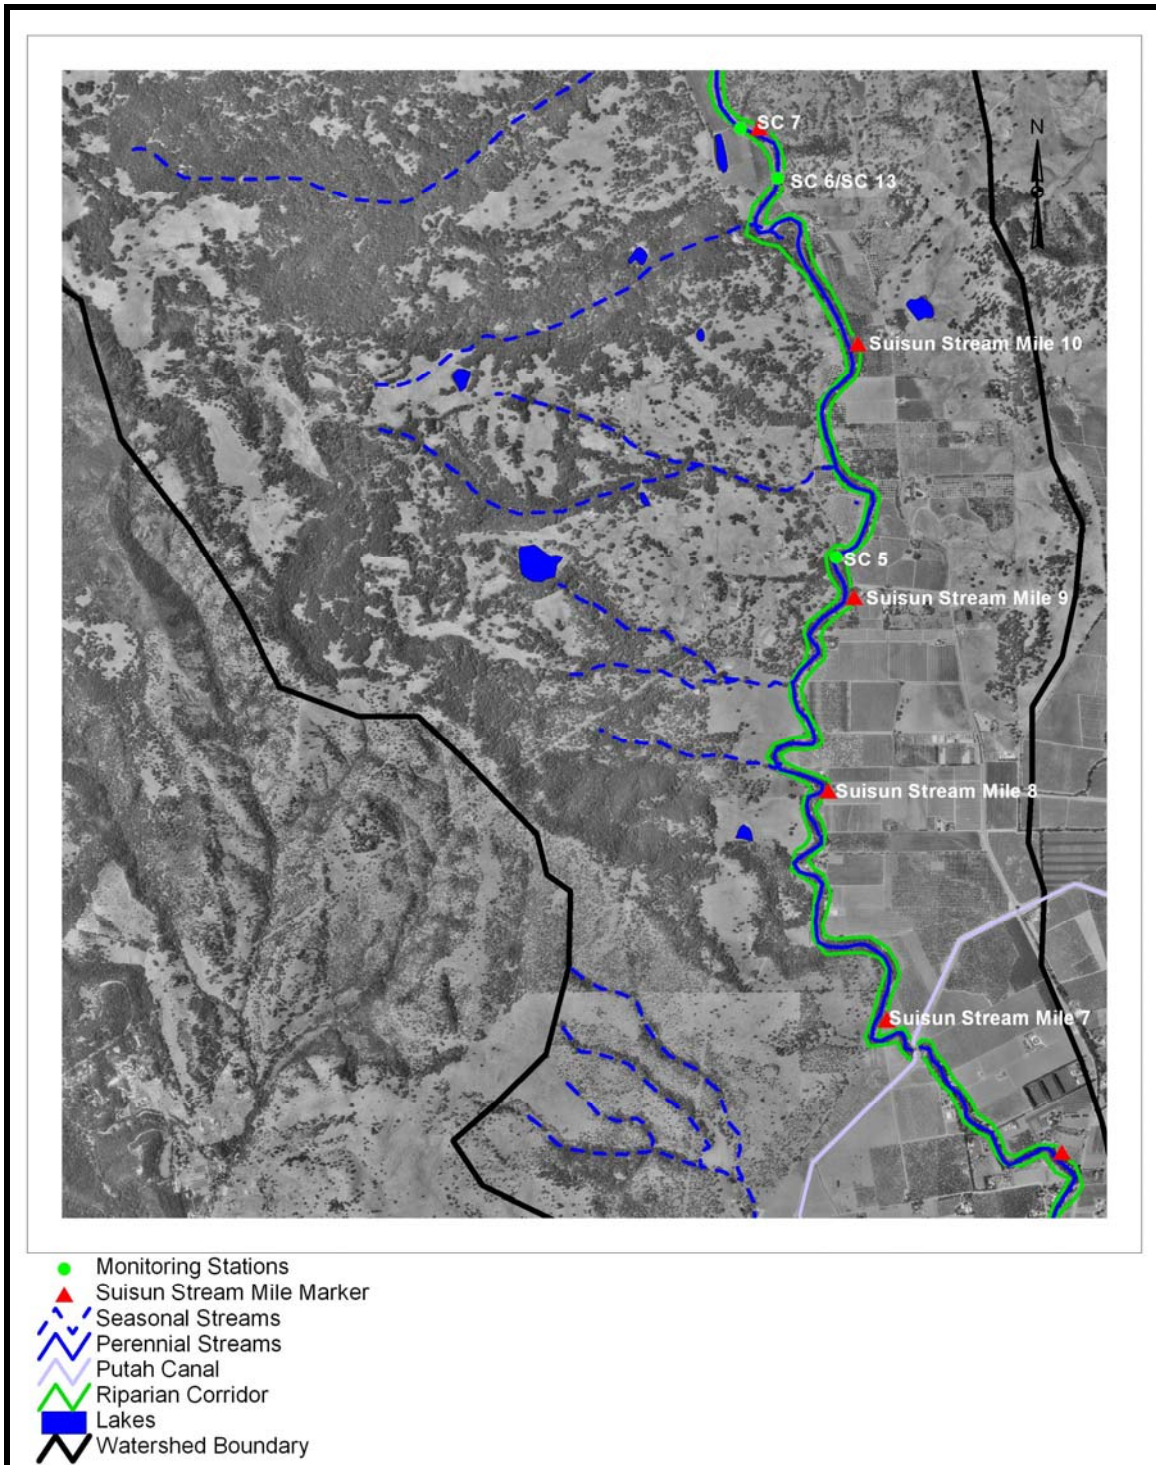 SC 7
N
SC 6/SC 13
Suisun Stream Mile 10
SC 5
Suisun Stream Mile 9
Suisun Stream Mile 8
Suisun Stream Mile 7
Monitoring Stations
Suisun Stream Mile Marker
Seasonal Streams
Perennial Streams
Putah Canal
Riparian Corridor
Lakes
Watershed Boundary